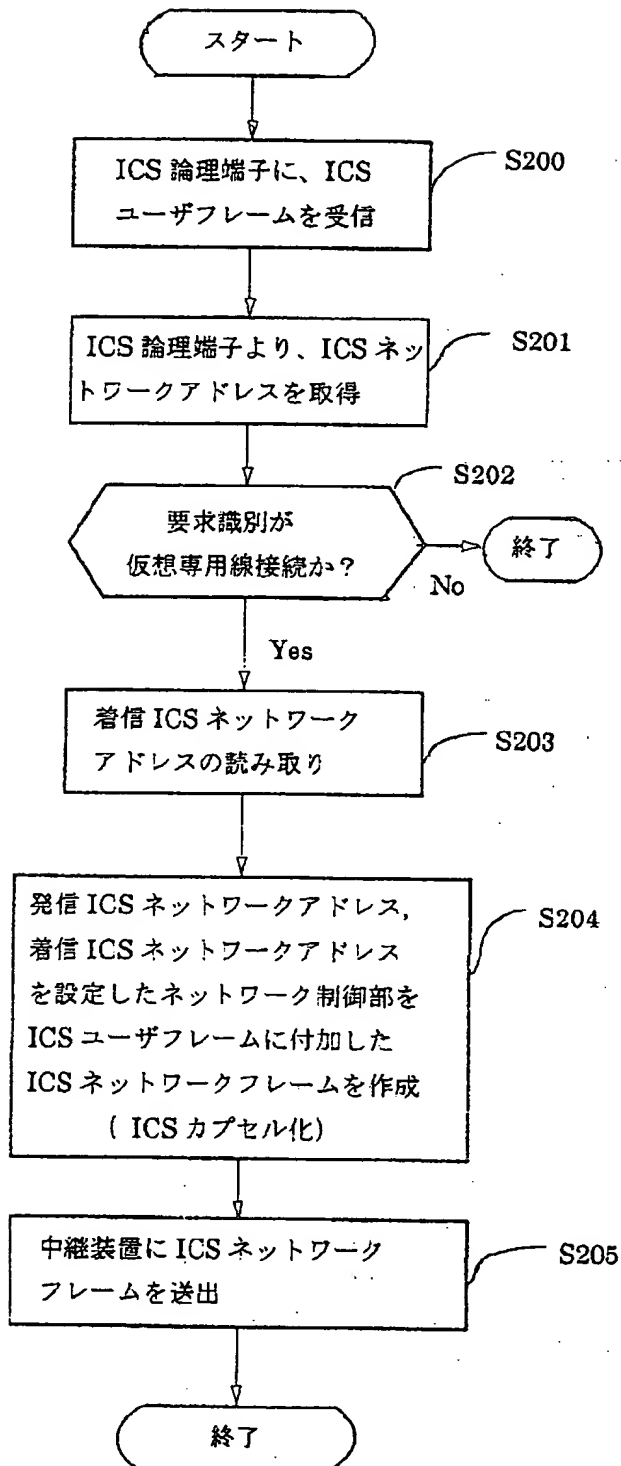 スタート
ICS 論理端子に、ICS
ユーザフレームを受信
S200
ICS 論理端子より、ICS ネッ
トワークアドレスを取得
S201
S202
要求識別が
仮想専用線接続か？
終了
No
Yes
着信 ICS ネットワーク
アドレスの読み取り
S203
発信 ICS ネットワークアドレス,
着信 ICS ネットワークアドレス
を設定したネットワーク制御部を
ICS ユーザフレームに付加した
ICS ネットワークフレームを作成
( ICS カプセル化)
S204
中継装置に ICS ネットワーク
フレームを送出
S205
終了